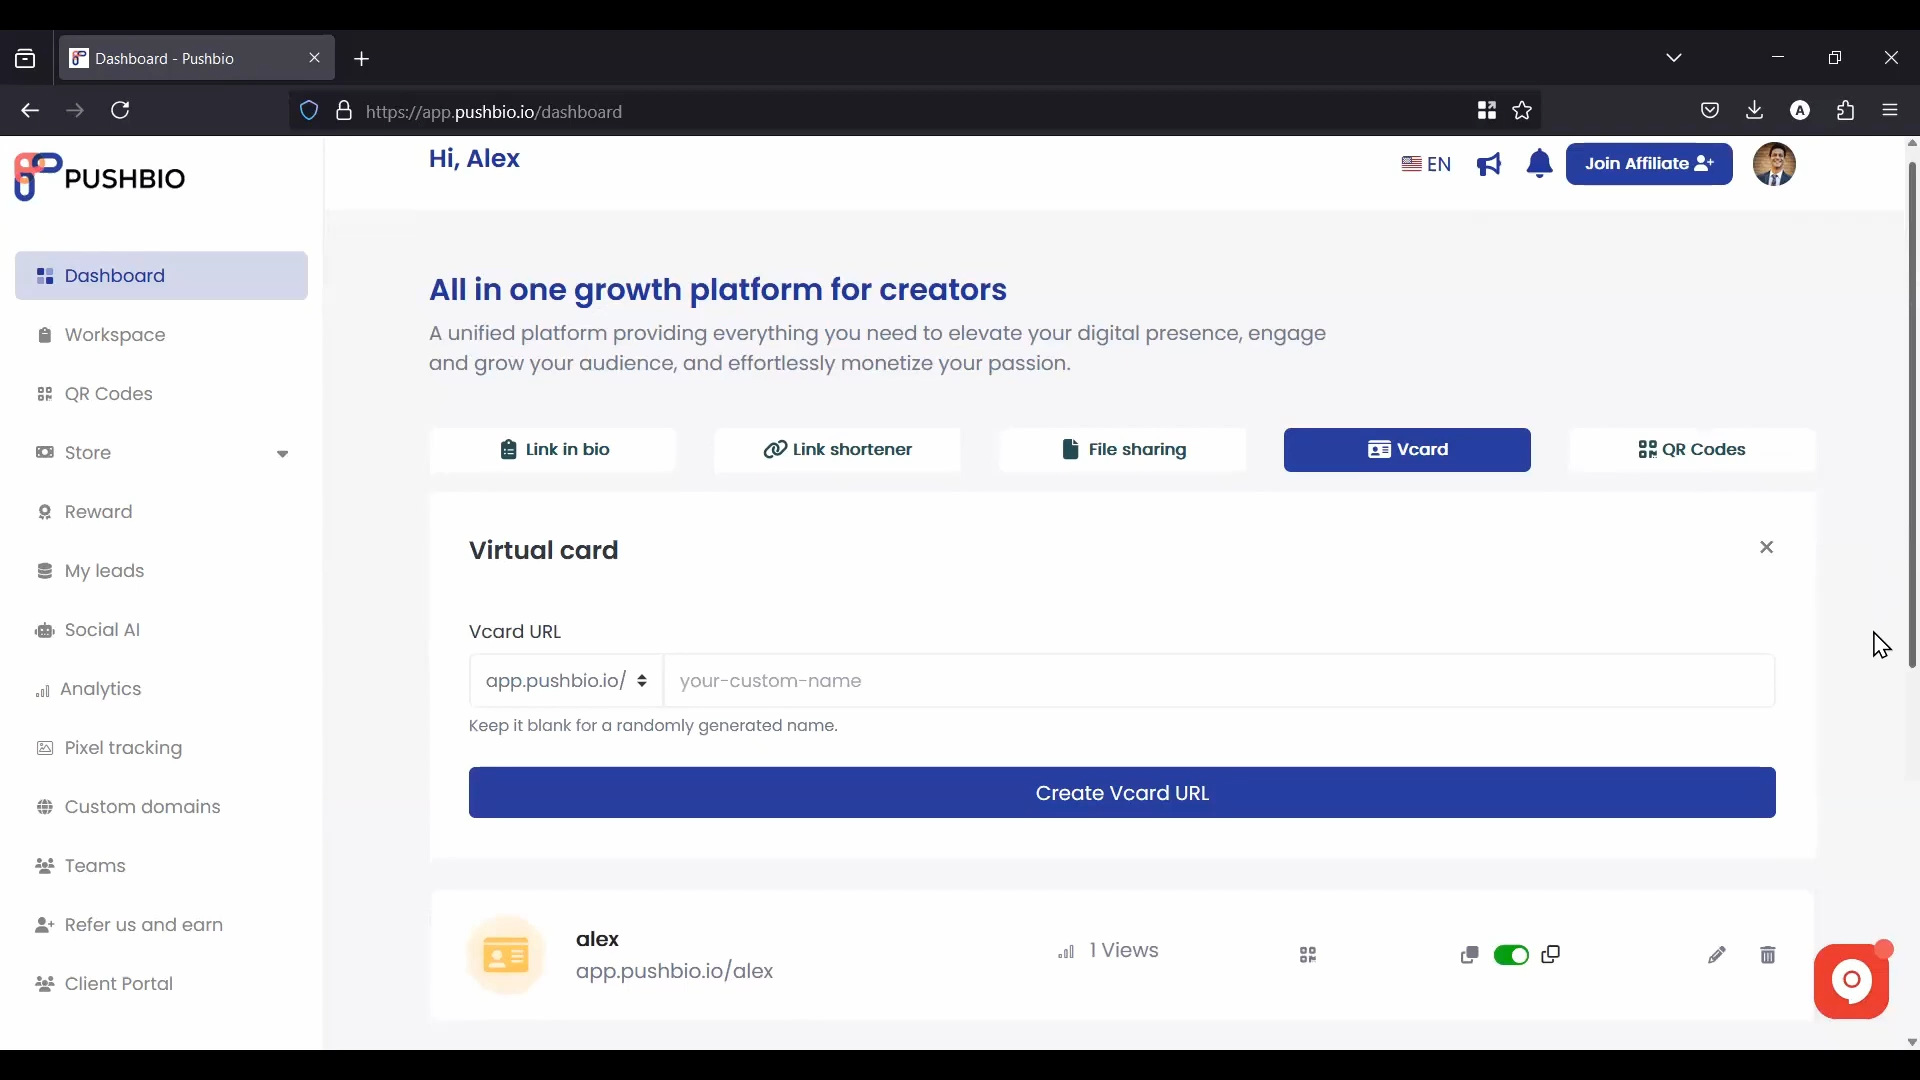 Dashboard - Pushbio
https://app.pushbio.io/dashboard
A
PUSHBIO
Hi, Alex
EN
Join Affiliate
Dashboard
Workspace
QR Codes
Store
Reward
My leads
Social AI
Analytics
Pixel tracking
Custom domains
Teams
Refer us and earn
Client Portal
All in one growth platform for creators
A unified platform providing everything you need to elevate your digital presence, engage
and grow your audience, and effortlessly monetize your passion.
Link in bio
Link shortener
File sharing
Vcard
QR Codes
Virtual card
Vcard URL
app.pushbio.io/
your-custom-name
Keep it blank for a randomly generated name.
Create Vcard URL
alex
app.pushbio.io/alex
1 Views